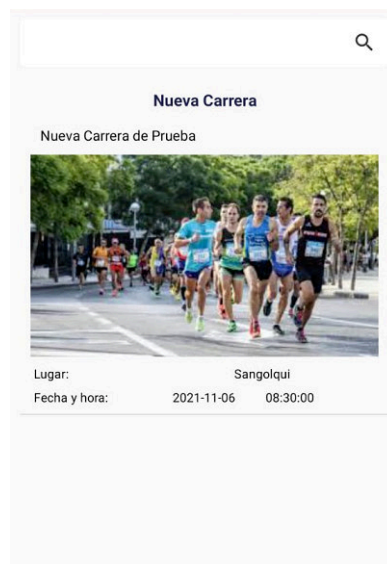 Nueva Carrera
Nueva Carrera de Prueba
Lugar: Sangolqui
Fecha y hora: 2021-11-06 08:30:00